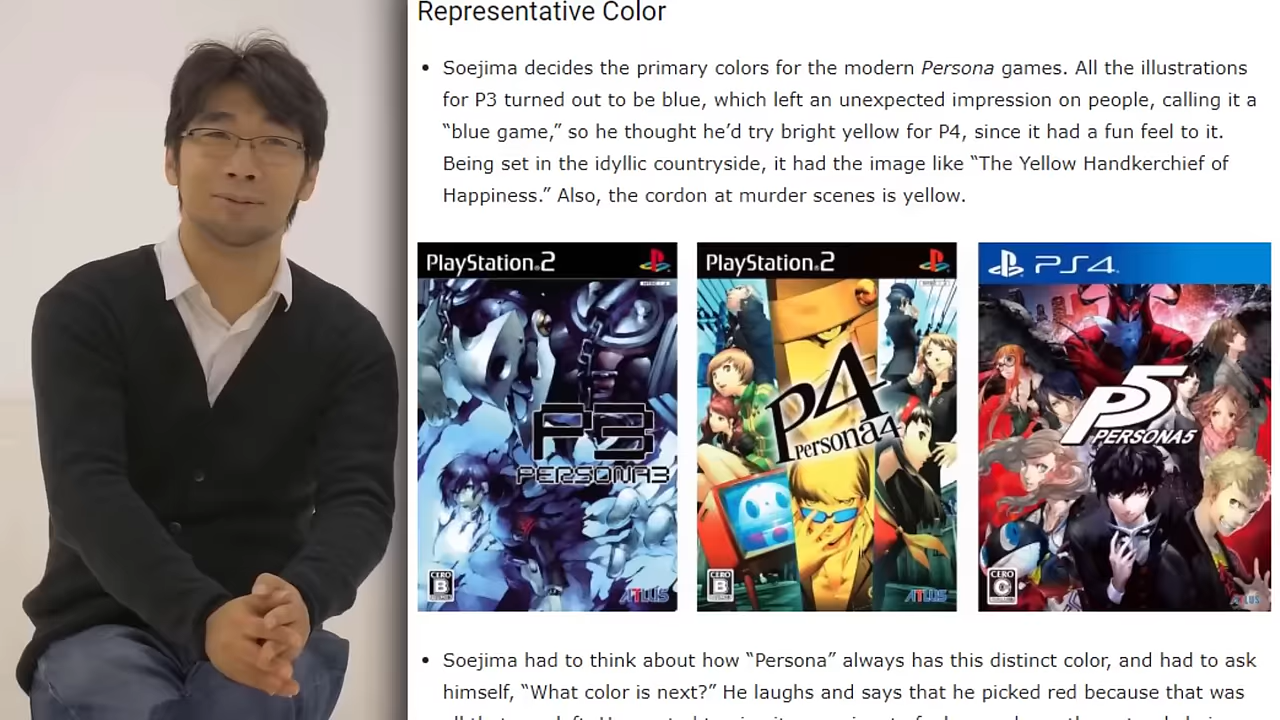 Representative Color
• Soejima decides the primary colors for the modern Persona games. All the illustrations
for P3 turned out to be blue, which left an unexpected impression on people, calling it a
“blue game,” so he thought he’d try bright yellow for P4, since it had a fun feel to it.
Being set in the idyllic countryside, it had the image like “The Yellow Handkerchief of
Happiness.” Also, the cordon at murder scenes is yellow.
PlayStation.2
P3
PERSONA3
CERO
B
ATLUS
PlayStation.2
P4
Persona4
CERO
B
ATLUS
PS4
P5
PERSONA5
CERO
C
ATLUS
• Soejima had to think about how “Persona” always has this distinct color, and had to ask
himself, “What color is next?” He laughs and says that he picked red because that was